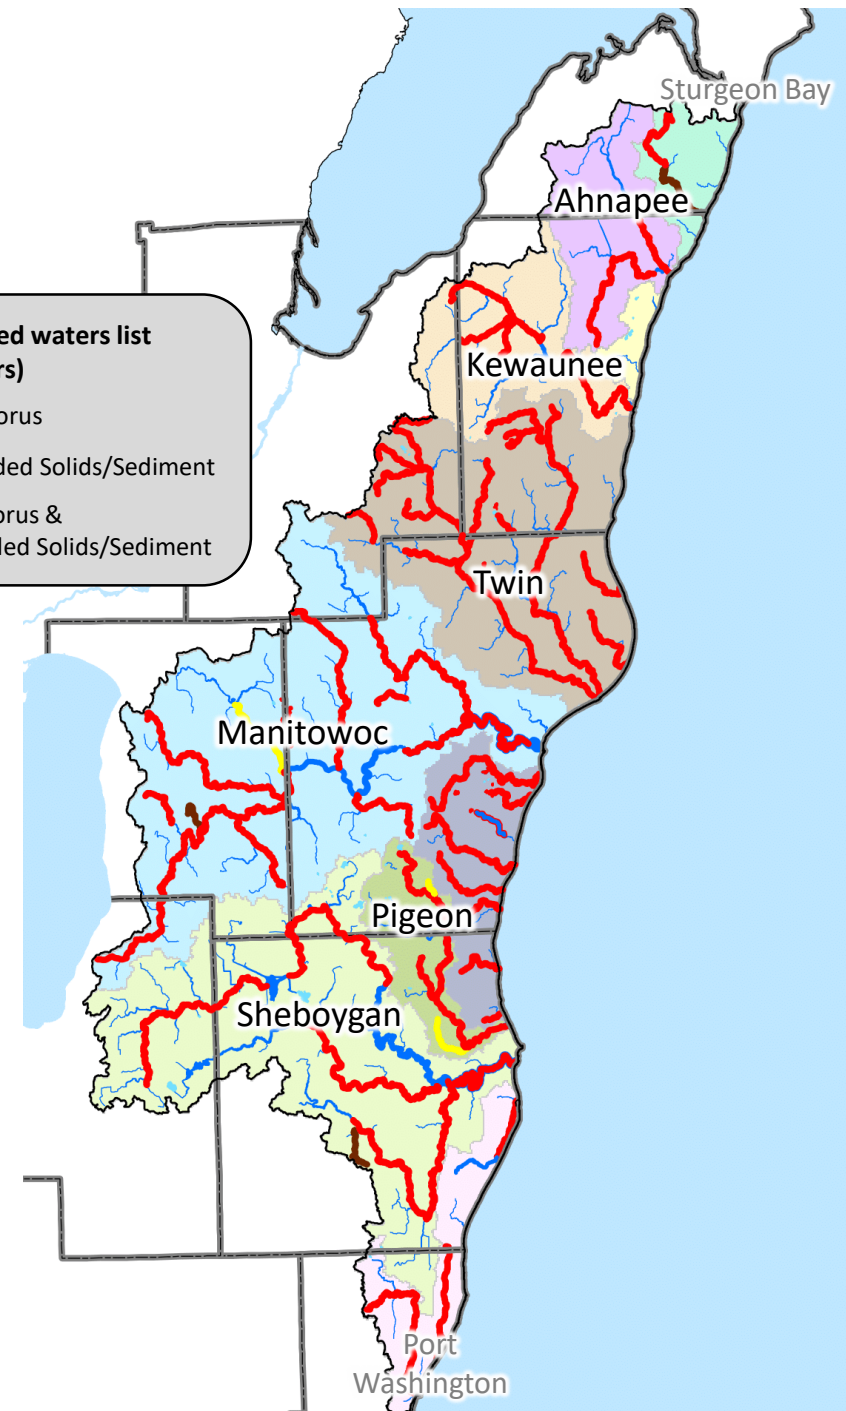 Sturgeon Bay
Ahnapee
ed waters list
rs)
orus
ded Solids/Sediment
orus &
ded Solids/Sediment
Kewaunee
Twin
Manitowoc
Pigeon
Sheboygan
Port
Washington